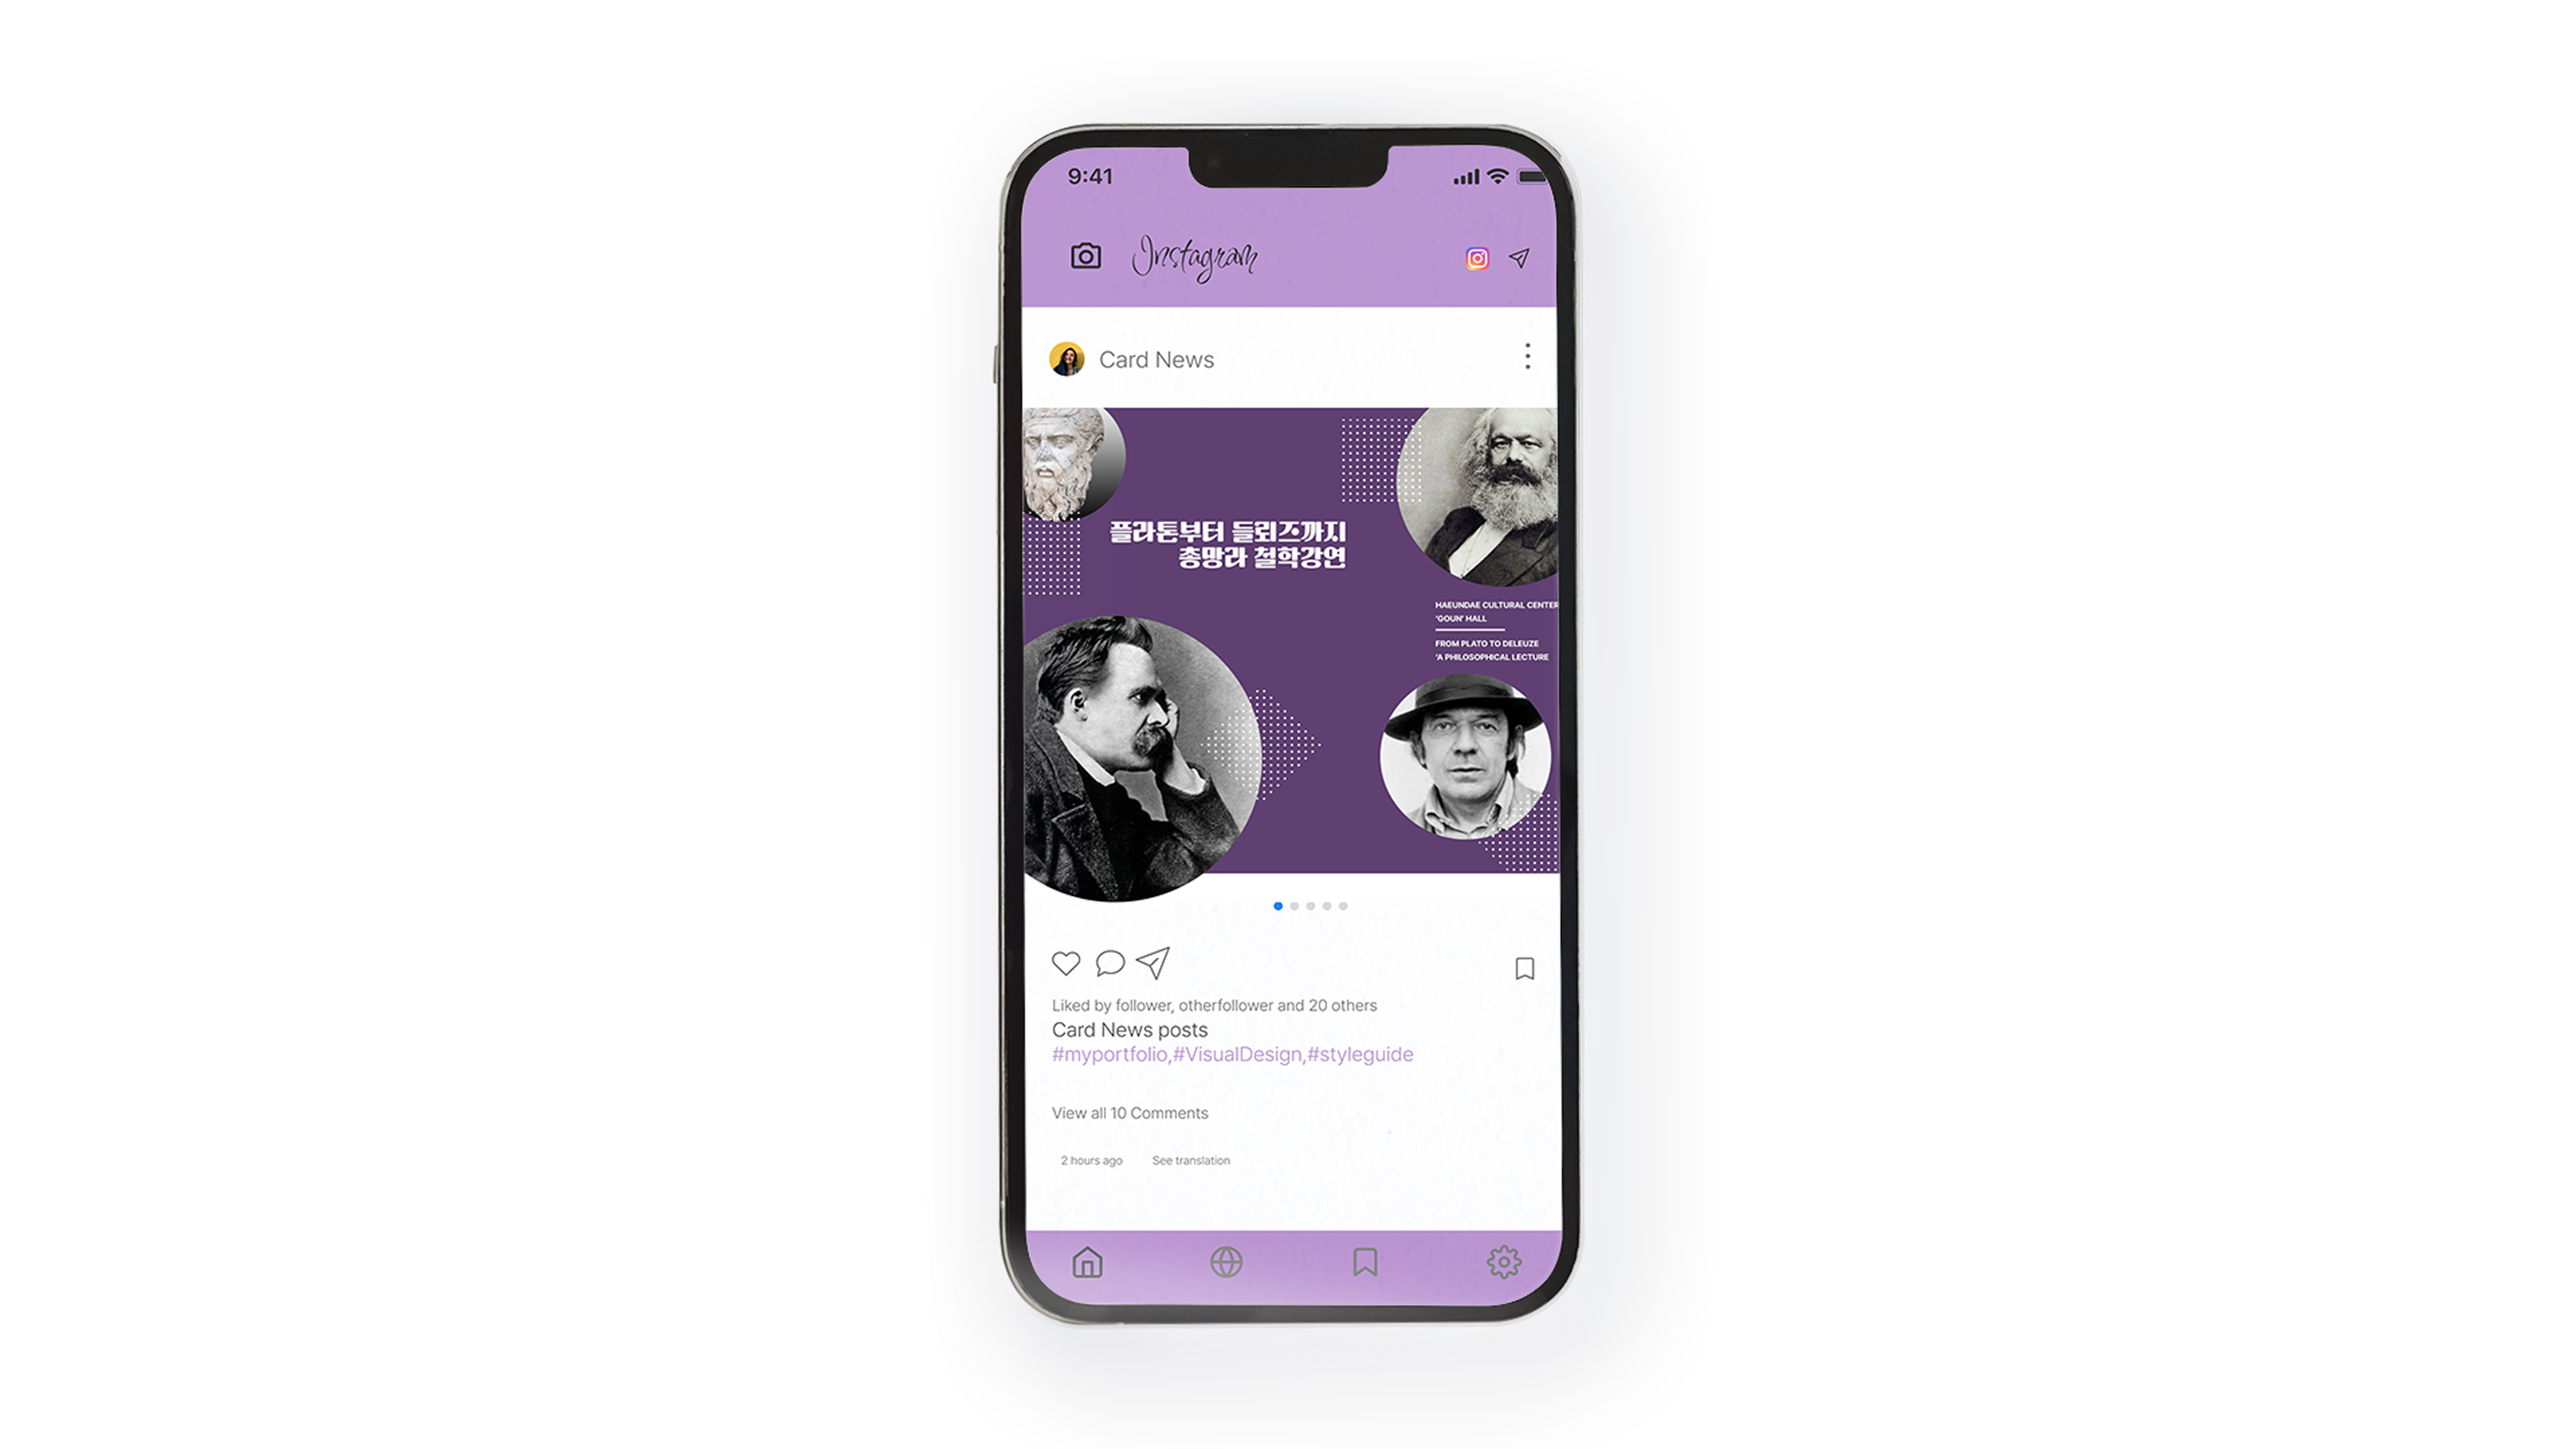 9:41
Instagram
Card News
플라톤부터 들뢰즈까지
총망라 철학강연
HAEUNDAE CULTURAL CENTER
'GOUN' HALL
FROM PLATO TO DELEUZE
'A PHILOSOPHICAL LECTURE
Liked by follower, otherfollower and 20 others
Card News posts
#myportfolio,#VisualDesign,#styleguide
View all 10 Comments
2 hours ago See translation